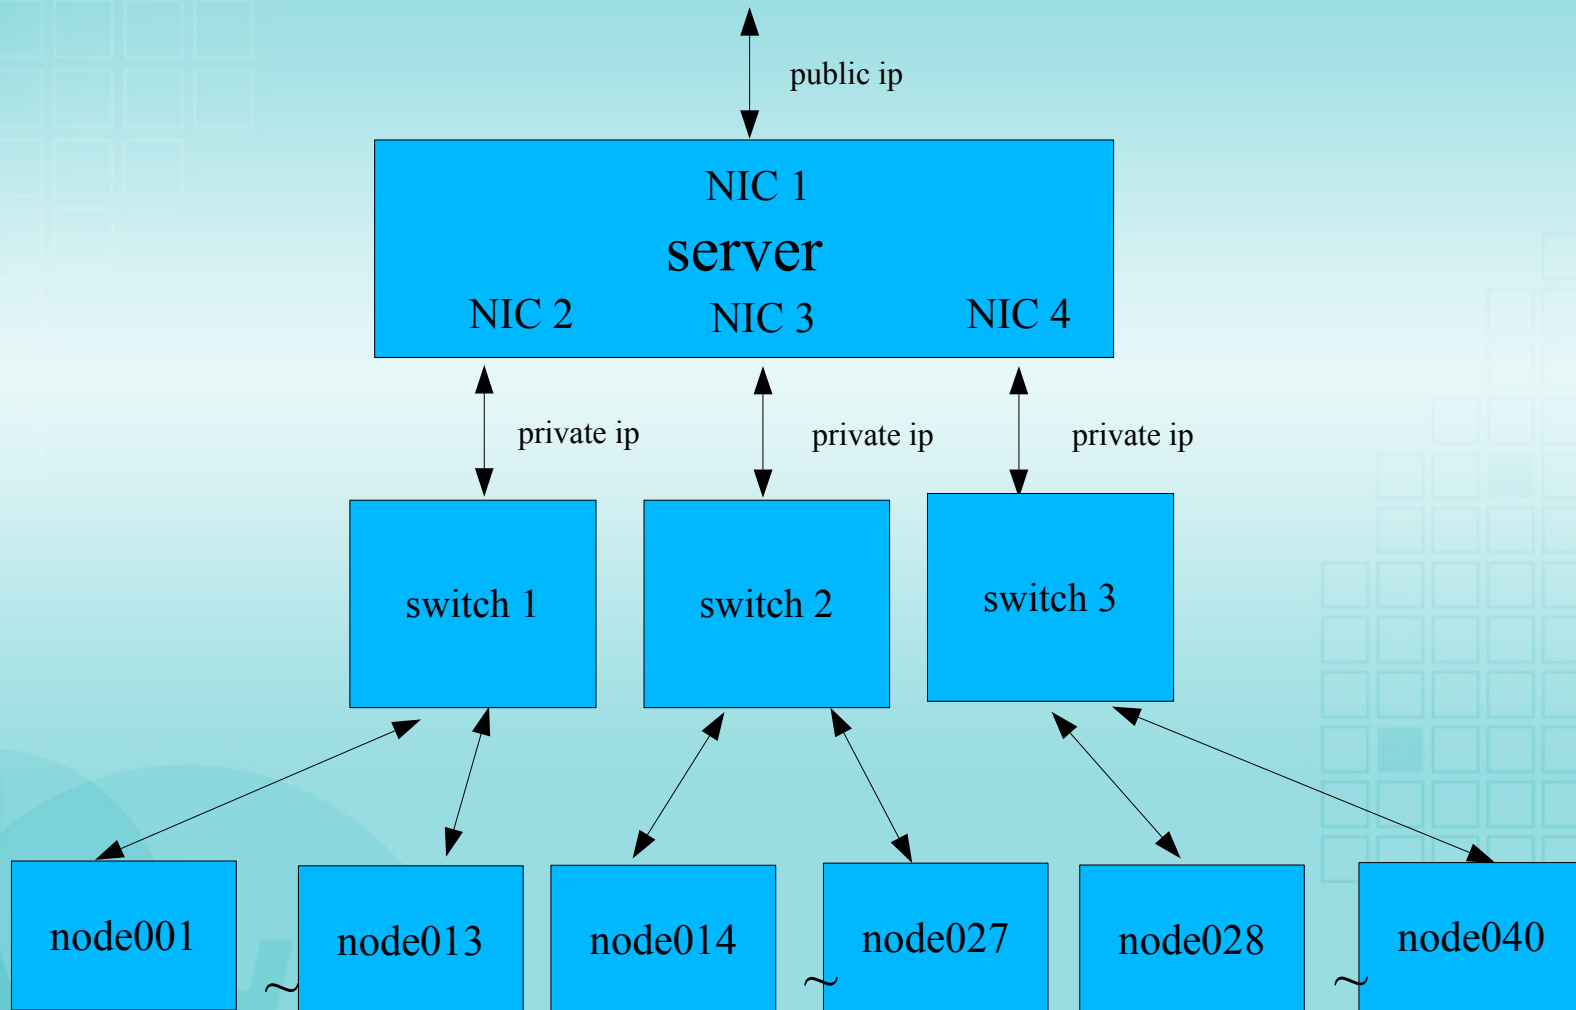 public ip
NIC 1
server
NIC 2 NIC 3 NIC 4
private ip private ip private ip
switch 1 switch 2 switch 3
node001 ~ node013 node014 ~ node027 node028 ~ node040